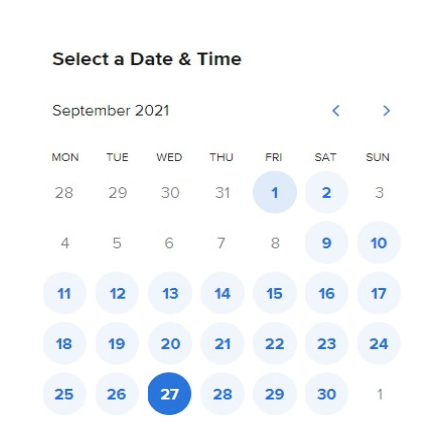 Select a Date & Time
September 2021
MON TUE WED THU FRI SAT SUN
28 29 30 31 1 2 3
4 5 6 7 8 9 10
11 12 13 14 15 16 17
18 19 20 21 22 23 24
25 26 27 28 29 30 1